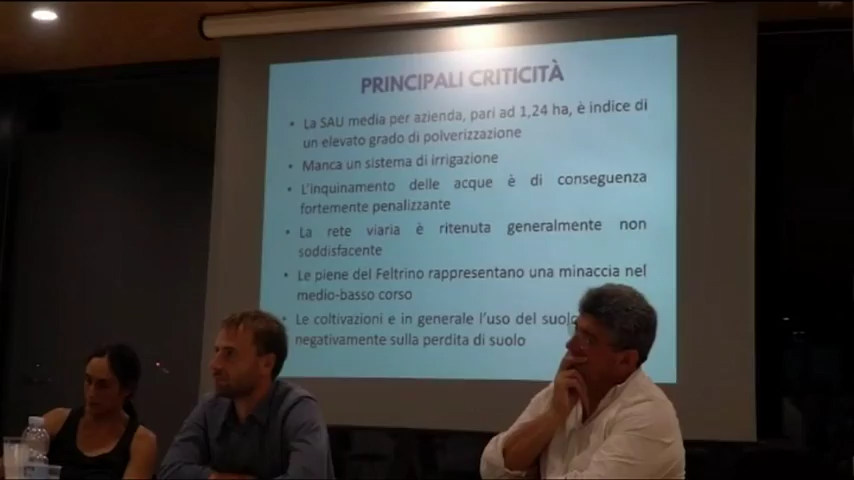 PRINCIPALI CRITICITÀ
• La SAU media per azienda, pari ad 1,24 ha, è indice di
un elevato grado di polverizzazione
• Manca un sistema di irrigazione
• L'inquinamento delle acque è di conseguenza
fortemente penalizzante
• La rete viaria è ritenuta generalmente non
soddisfacente
• Le piene del Feltrino rappresentano una minaccia nel
medio-basso corso
• Le coltivazioni e in generale l'uso del suolo
negativamente sulla perdita di suolo